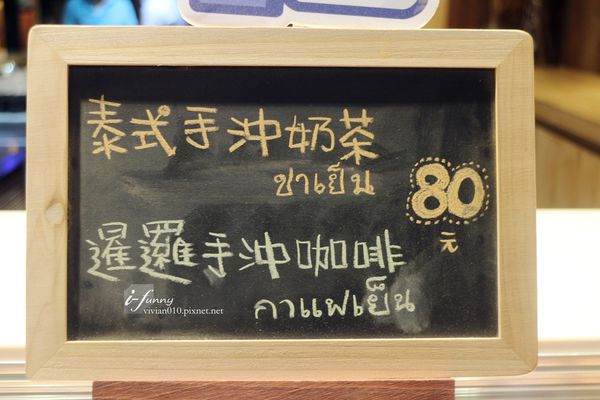 泰式手沖奶茶
ชาเย็น
80
元
暹羅手沖咖啡
กาแฟเย็น
i-funny
vivian010.pixnet.net